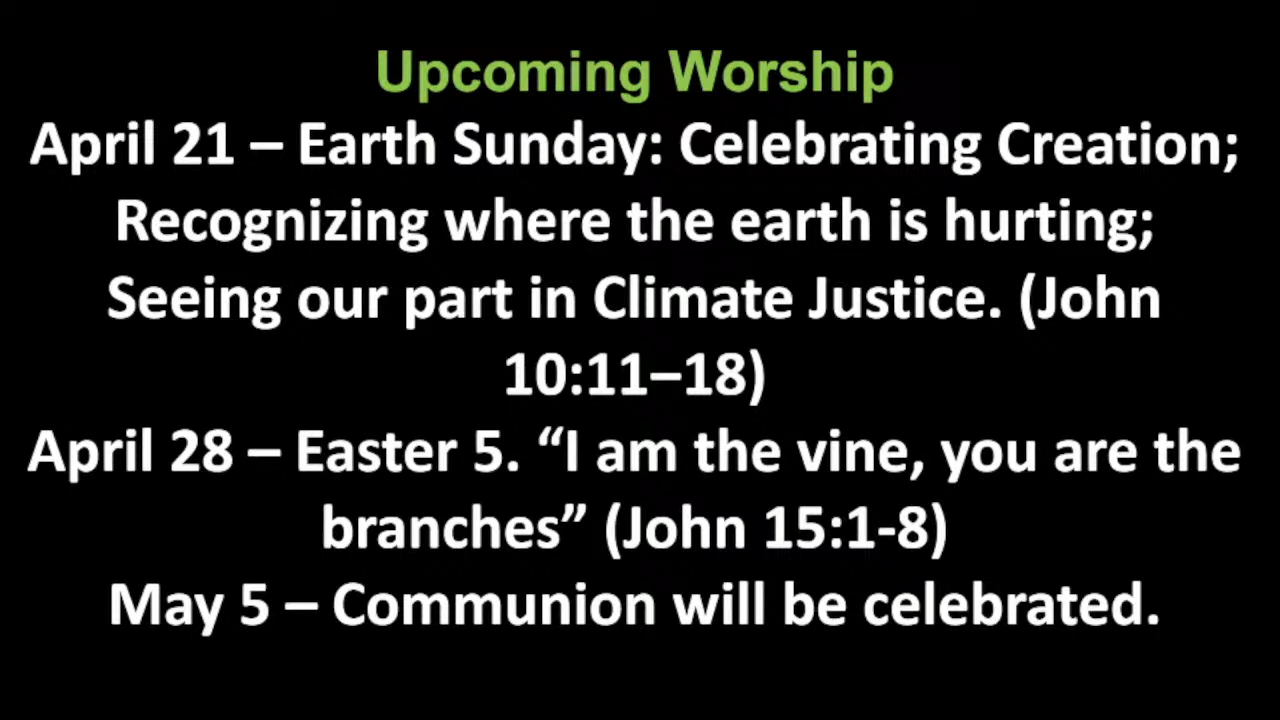 Upcoming Worship
April 21 – Earth Sunday: Celebrating Creation;
Recognizing where the earth is hurting;
Seeing our part in Climate Justice. (John
10:11–18)
April 28 – Easter 5. “I am the vine, you are the
branches” (John 15:1-8)
May 5 – Communion will be celebrated.